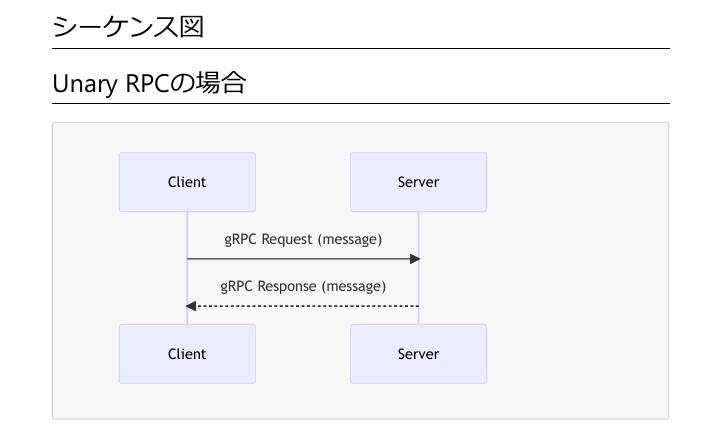 シーケンス図
Unary RPCの場合
Client
Server
gRPC Request (message)
gRPC Response (message)
Client
Server